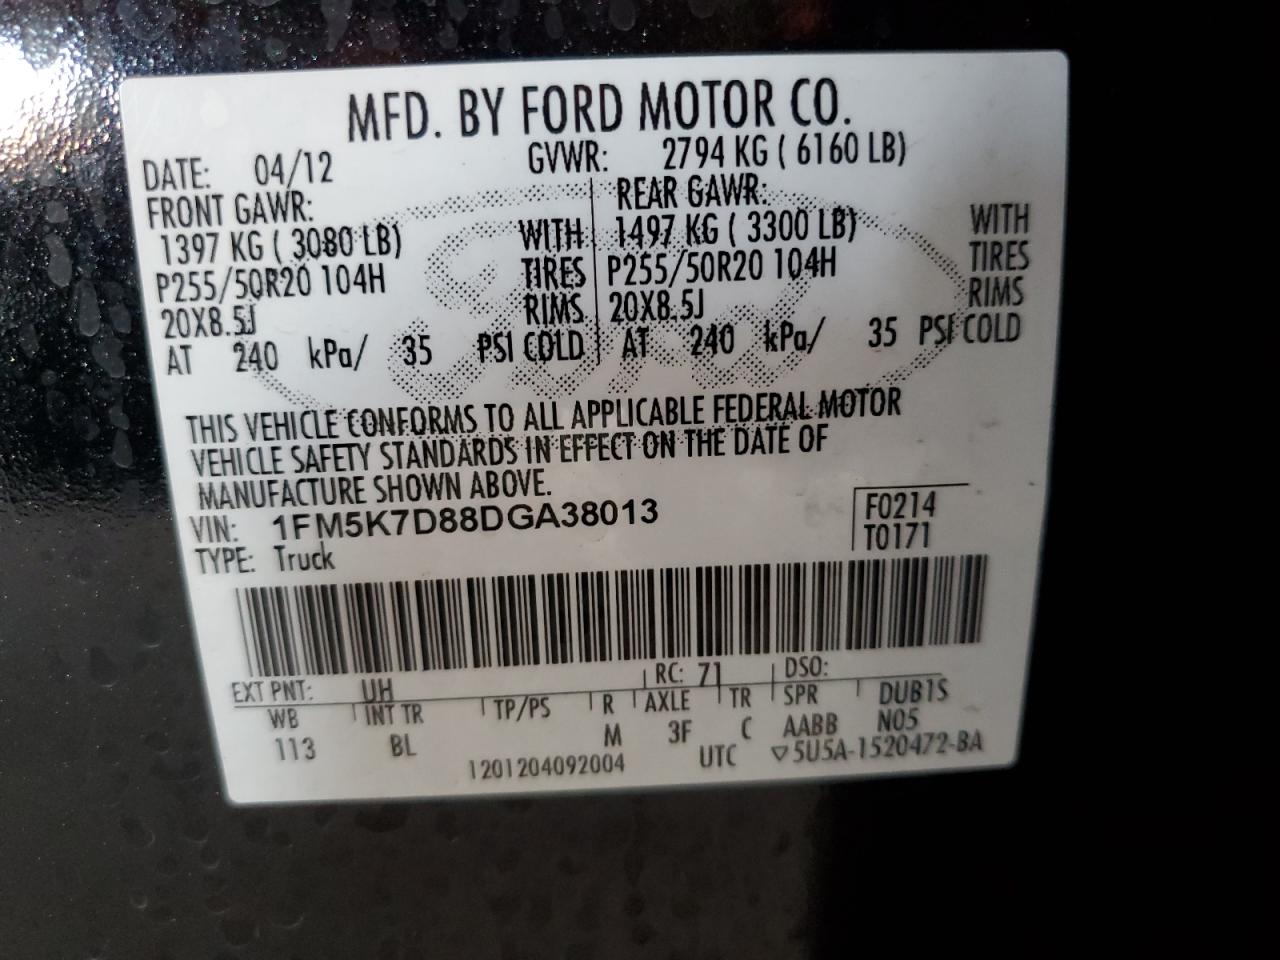 MFD. BY FORD MOTOR CO.
DATE: 04/12 GVWR: 2794 KG ( 6160 LB)
FRONT GAWR: REAR GAWR:
1397 KG ( 3080 LB) WITH 1497 KG ( 3300 LB) WITH
P255/50R20 104H TIRES P255/50R20 104H TIRES
20X8.5J RIMS 20X8.5J RIMS
AT 240 kPa/ 35 PSI COLD AT 240 kPa/ 35 PSI COLD
Ford
THIS VEHICLE CONFORMS TO ALL APPLICABLE FEDERAL MOTOR
VEHICLE SAFETY STANDARDS IN EFFECT ON THE DATE OF
MANUFACTURE SHOWN ABOVE.
VIN: 1FM5K7D88DGA38013 F0214
TYPE: Truck T0171
EXT PNT: UH RC: 71 DSO:
WB INT TR TP/PS R AXLE TR SPR DUB1S
113 BL M 3F C AABB N05
1201204092004 UTC ▽5U5A-1520472-BA